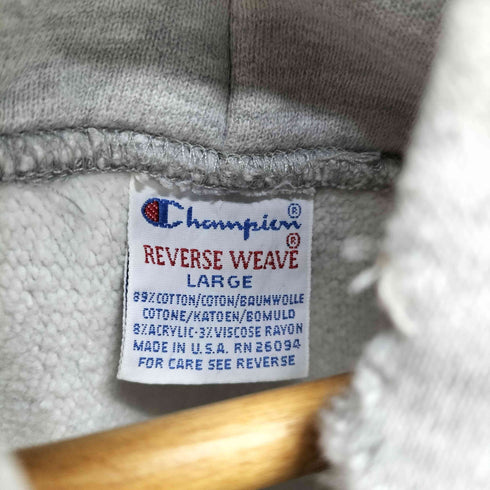 Champion®
REVERSE WEAVE®
LARGE
89% COTTON/COTON/BAUMWOLLE
COTONE/KATOEN/BOMULD
8% ACRYLIC-3% VISCOSE RAYON
MADE IN U.S.A. RN 26094
FOR CARE SEE REVERSE